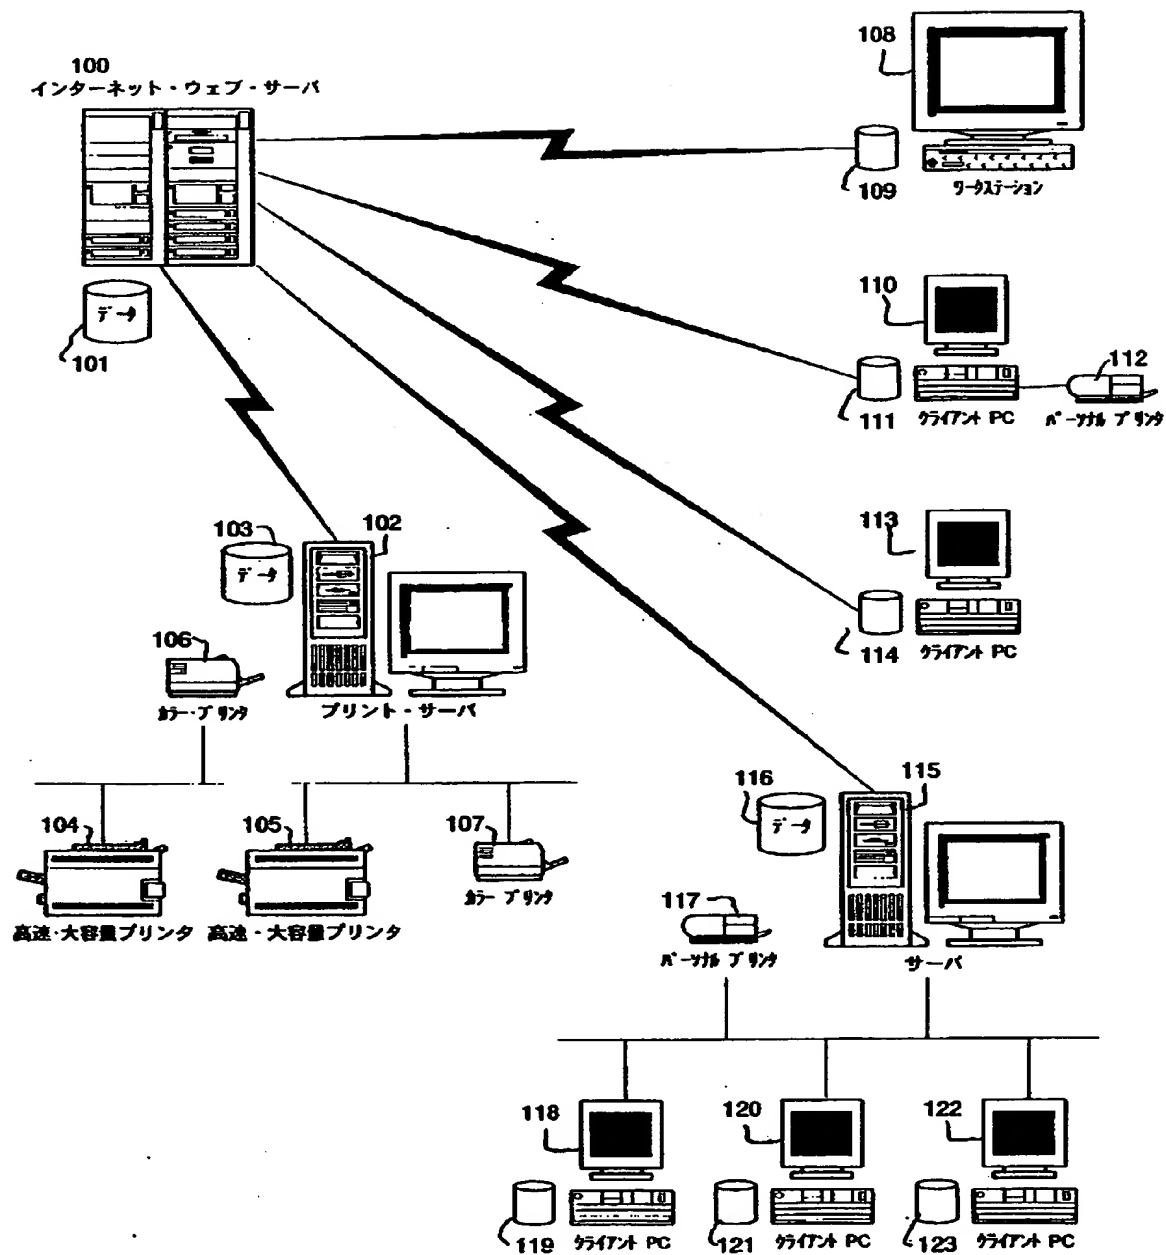 100
インターネット・ウェブ・サーバ
データ
101
108
109
ワークステーション
110
111
クライアント PC
112
パーソナル プリンタ
113
114
クライアント PC
103
102
データ
106
カラー・プリンタ
プリント・サーバ
104
高速・大容量プリンタ
105
高速・大容量プリンタ
107
カラー プリンタ
116
115
データ
117
パーソナル プリンタ
サーバ
118
119
クライアント PC
120
121
クライアント PC
122
123
クライアント PC